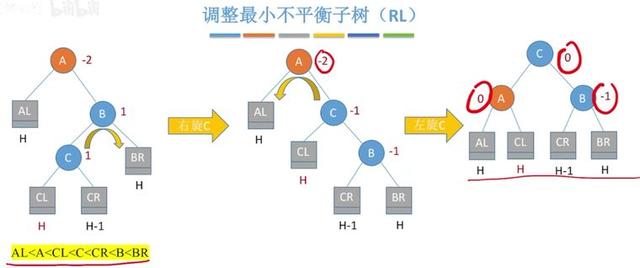 调整最小不平衡子树（RL）
A -2
AL
H
B 1
C 1
BR
H
CL
H
CR
H-1
AL<A<CL<C<CR<B<BR
右旋C
A -2
AL
H
C -1
CL
H
B -1
CR
H-1
BR
H
左旋C
C 0
0 A
B -1
AL
CL
CR
BR
H
H
H-1
H